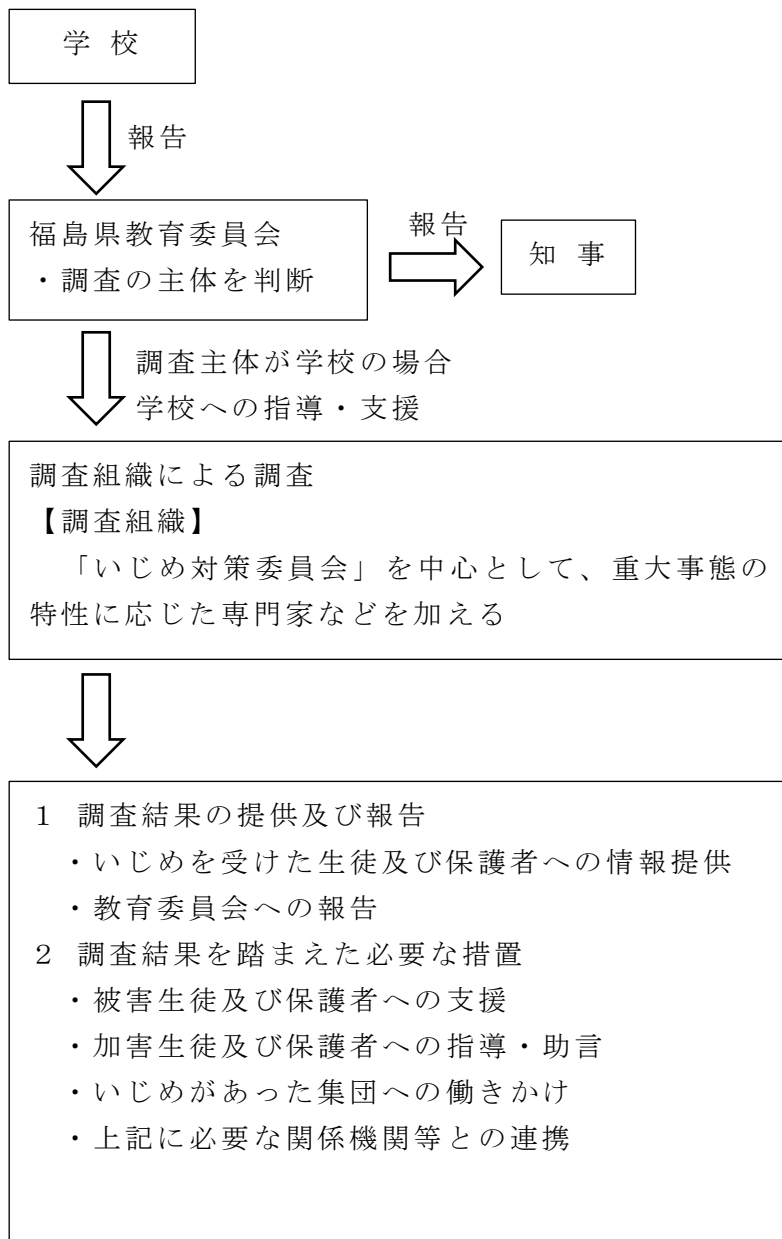 学 校
報告
福島県教育委員会
・調査の主体を判断
報告
知 事
調査主体が学校の場合
学校への指導・支援
調査組織による調査
【調査組織】
「いじめ対策委員会」を中心として、重大事態の
特性に応じた専門家などを加える
1 調査結果の提供及び報告
・いじめを受けた生徒及び保護者への情報提供
・教育委員会への報告
2 調査結果を踏まえた必要な措置
・被害生徒及び保護者への支援
・加害生徒及び保護者への指導・助言
・いじめがあった集団への働きかけ
・上記に必要な関係機関等との連携